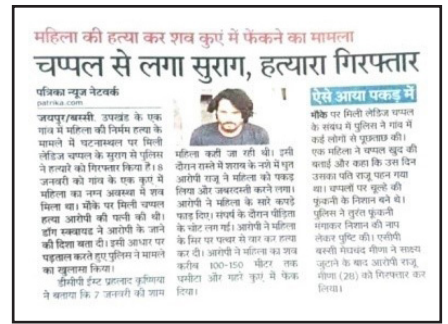 महिला की हत्या कर शव कुएं में फेंकने का मामला
चप्पल से लगा सुराग, हत्यारा गिरफ्तार
पत्रिका न्यूज नेटवर्क
patrika.com
जयपुर/बस्सी. उपखंड के एक
गांव में महिला की निर्मम हत्या के
मामले में घटनास्थल पर मिली
लेडिज चप्पल के सुराग से पुलिस
ने हत्यारे को गिरफ्तार किया है। 8
जनवरी को गांव के एक कुएं में
महिला का नग्न अवस्था में शव
मिला था। मौके पर मिली चप्पल
हत्या आरोपी की पत्नी की थी।
डॉग स्क्वायड ने आरोपी के जाने
की दिशा बता दी। इसी आधार पर
पड़ताल करते हुए पुलिस ने मामले
का खुलासा किया।
डीसीपी ईस्ट प्रहलाद कृष्णिया
ने बताया कि 7 जनवरी की शाम
महिला कहीं जा रही थी। इसी
दौरान रास्ते में शराब के नशे में धुत
आरोपी राजू ने महिला को पकड़
लिया और जबरदस्ती करने लगा।
आरोपी ने महिला के सारे कपड़े
फाड़ दिए। संघर्ष के दौरान पीड़िता
के चोट लग गई। आरोपी ने महिला
के सिर पर पत्थर से वार कर हत्या
कर दी। आरोपी ने महिला का शव
करीब 100-150 मीटर तक
घसीटा और गहरे कुएं में फेंक
दिया।
ऐसे आया पकड़ में
मौके पर मिली लेडिज चप्पल
के संबंध में पुलिस ने गांव में
कई लोगों से पूछताछ की।
एक महिला ने चप्पल खुद की
बताई और कहा कि उस दिन
उसका पति राजू पहन गया
था। चप्पलों पर चूल्हे की
फूंकनी के निशान बने थे।
पुलिस ने तुरंत फूंकनी
मंगाकर निशान की नाप
लेकर पुष्टि की। एसीपी
बस्सी मेघचंद मीणा ने साक्ष्य
जुटाने के बाद आरोपी राजू
मीणा (28) को गिरफ्तार कर
लिया।